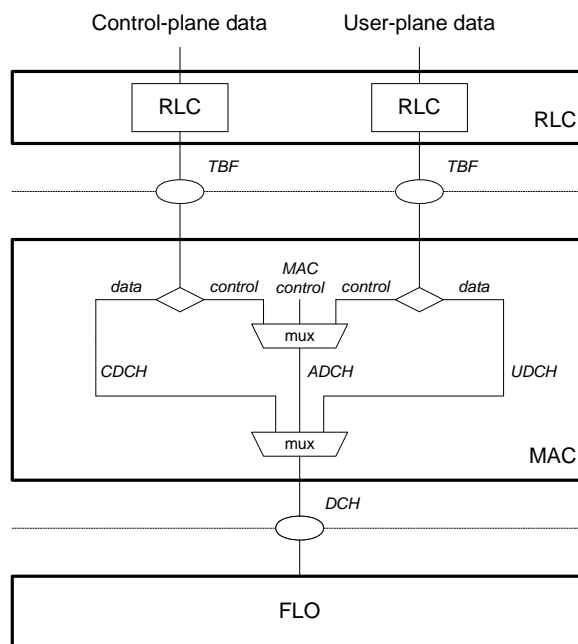 Control-plane data User-plane data
RLC RLC
RLC
TBF TBF
MAC
data control control data
control
mux
CDCH ADCH UDCH
mux
MAC
DCH
FLO